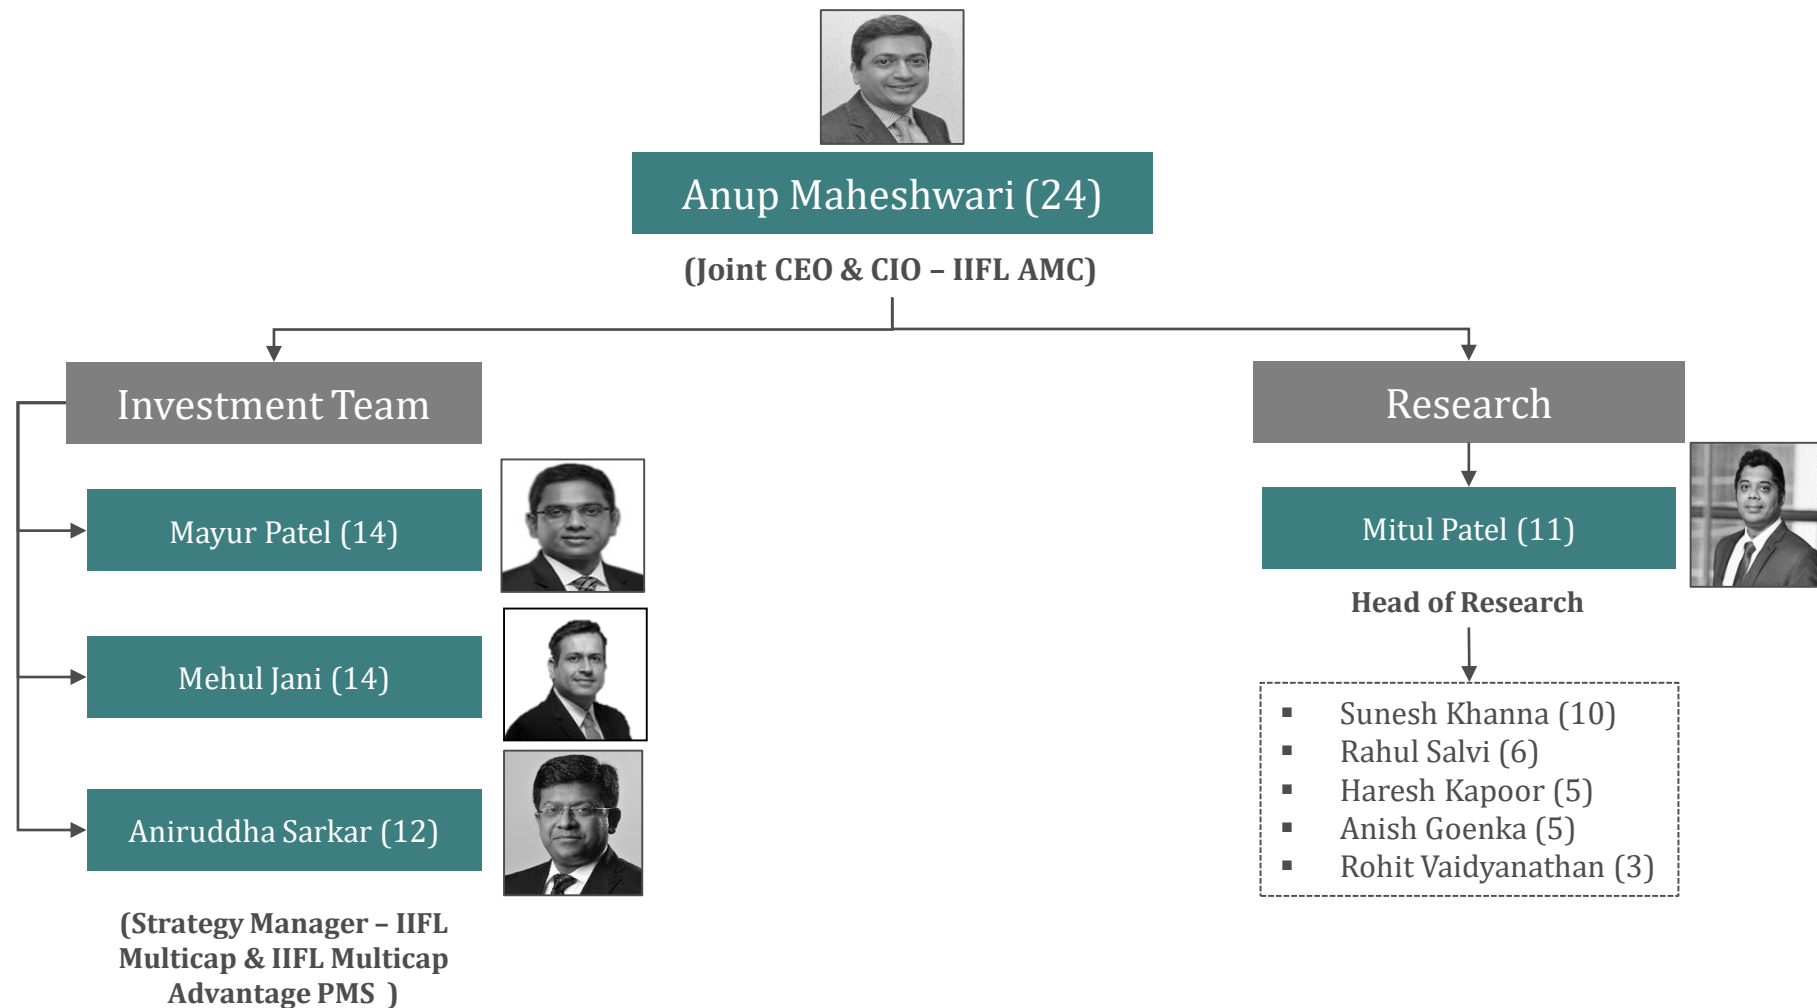 Anup Maheshwari (24)
(Joint CEO & CIO – IIFL AMC)
Investment Team
Mayur Patel (14)
Mehul Jani (14)
Aniruddha Sarkar (12)
(Strategy Manager – IIFL
Multicap & IIFL Multicap
Advantage PMS )
Research
Mitul Patel (11)
Head of Research
▪ Sunesh Khanna (10)
▪ Rahul Salvi (6)
▪ Haresh Kapoor (5)
▪ Anish Goenka (5)
▪ Rohit Vaidyanathan (3)